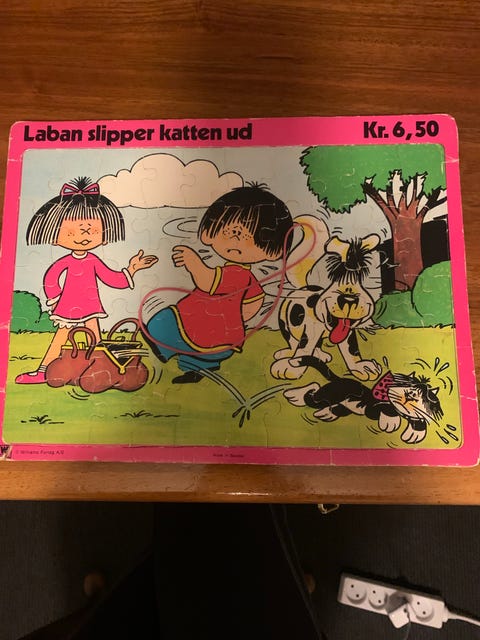 Laban slipper katten ud
Kr. 6,50
© Williams Forlag A/S
Made in Sweden